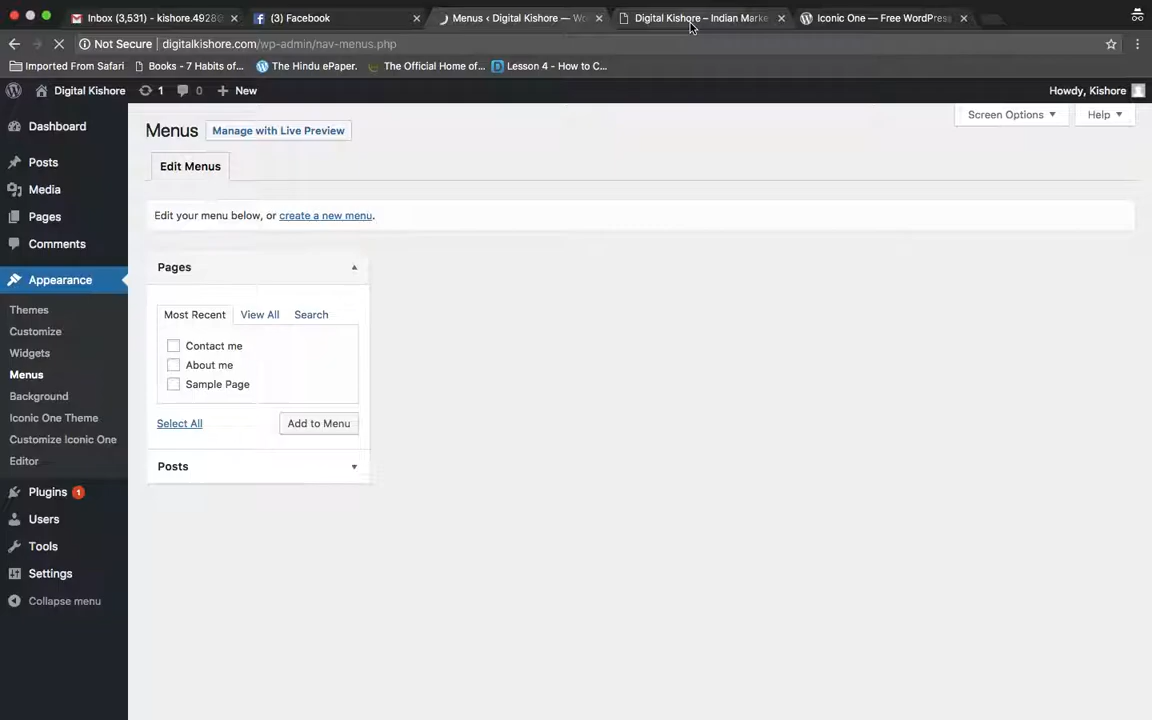 Inbox (3,531) - kishore.4928
(3) Facebook
Menus ‹ Digital Kishore — Wo
Digital Kishore – Indian Marke
Iconic One — Free WordPress
Not Secure digitalkishore.com/wp-admin/nav-menus.php
Imported From Safari
Books - 7 Habits of...
The Hindu ePaper.
The Official Home of...
Lesson 4 - How to C...
Digital Kishore
1
0
New
Howdy, Kishore
Dashboard
Posts
Media
Pages
Comments
Appearance
Themes
Customize
Widgets
Menus
Background
Iconic One Theme
Customize Iconic One
Editor
Plugins 1
Users
Tools
Settings
Collapse menu
Screen Options
Help
Menus
Manage with Live Preview
Edit Menus
Edit your menu below, or create a new menu.
Pages
Most Recent
View All
Search
Contact me
About me
Sample Page
Select All
Add to Menu
Posts